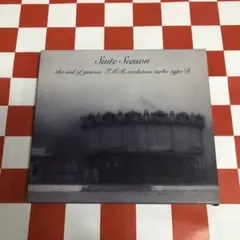 Suite Season
the end of genesis T.M.R. evolution turbo type D